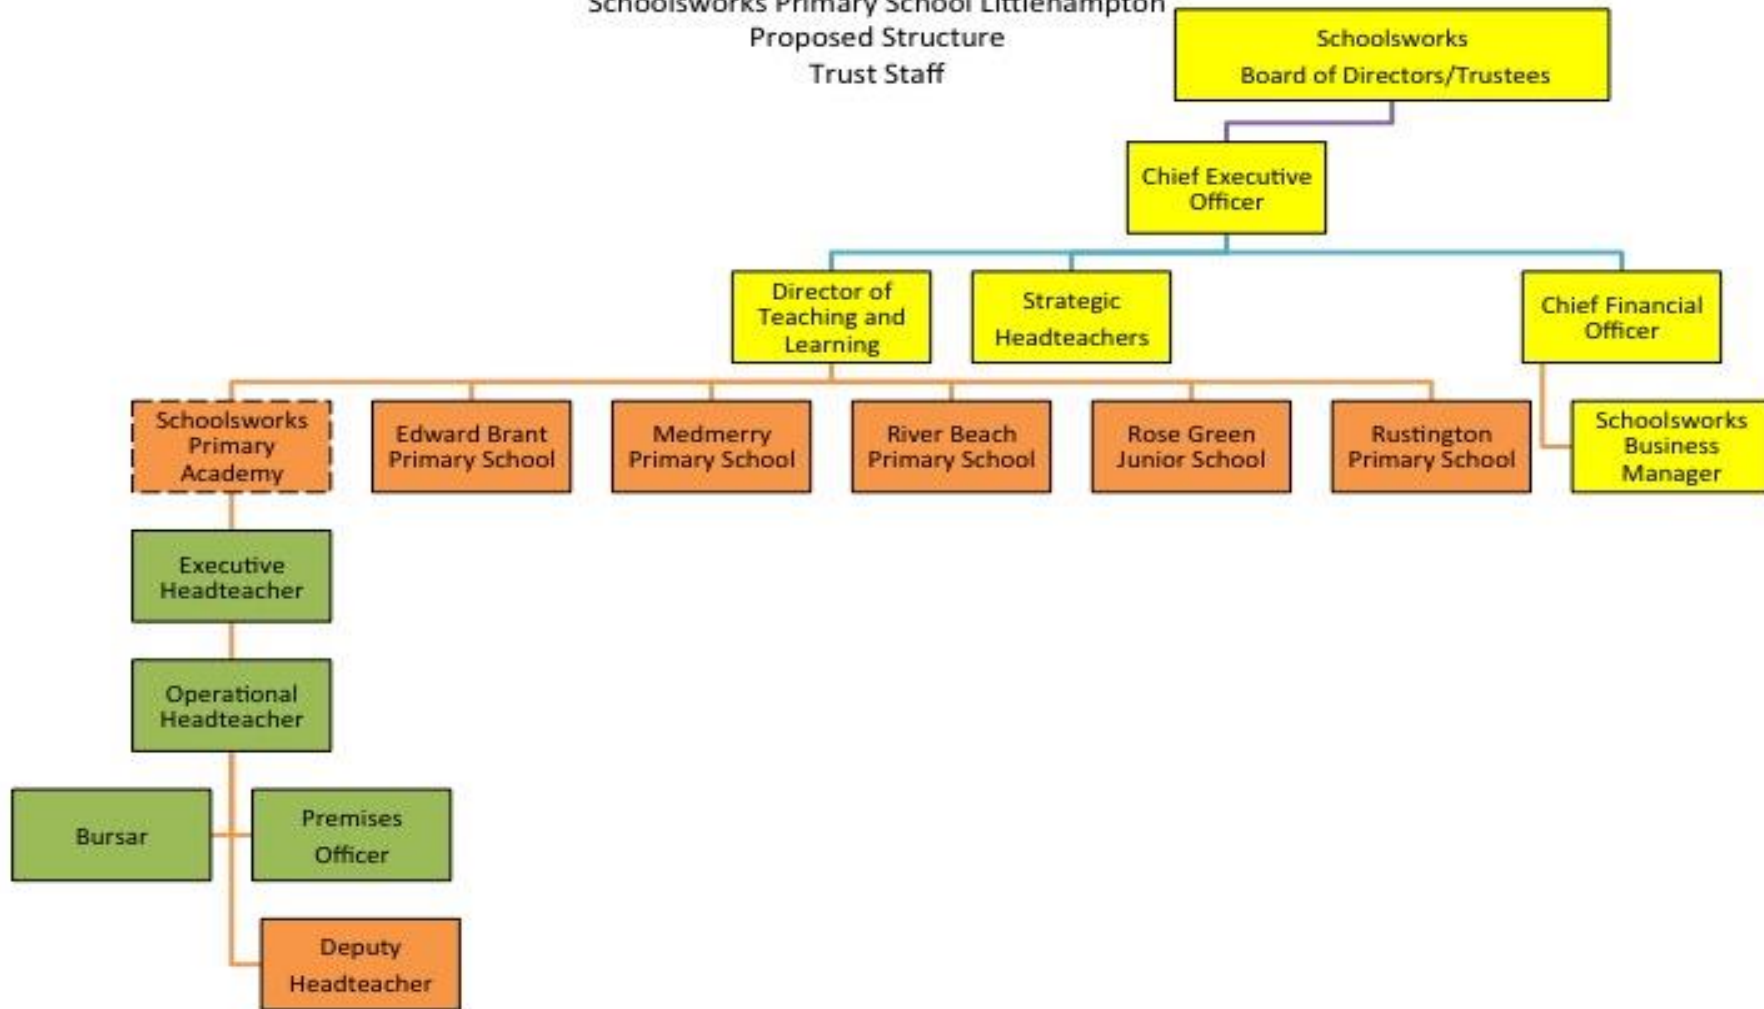 Schoolsworks Primary School Littlehampton
Proposed Structure
Trust Staff
Schoolsworks
Board of Directors/Trustees
Chief Executive
Officer
Director of
Teaching and
Learning
Strategic
Headteachers
Chief Financial
Officer
Schoolsworks
Primary
Academy
Edward Brant
Primary School
Medmerry
Primary School
River Beach
Primary School
Rose Green
Junior School
Rustington
Primary School
Schoolsworks
Business
Manager
Executive
Headteacher
Operational
Headteacher
Bursar
Premises
Officer
Deputy
Headteacher